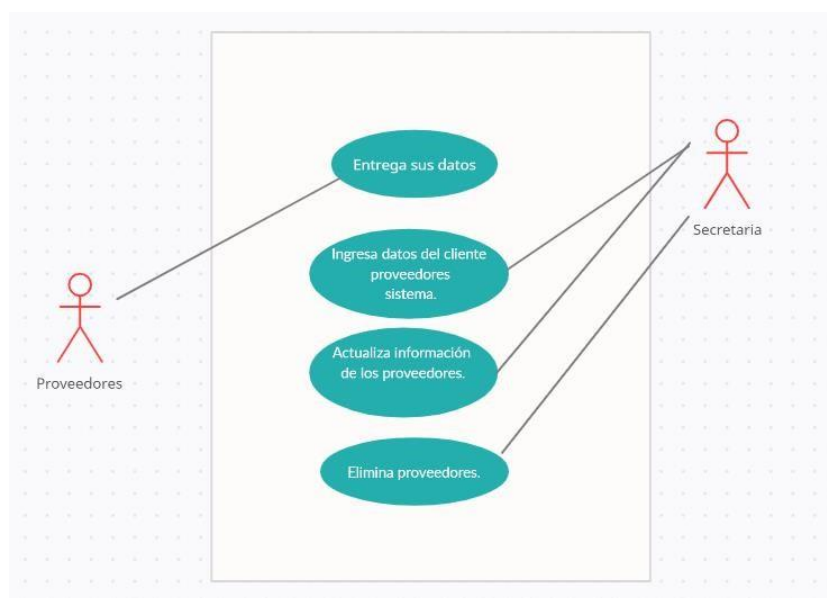 Entrega sus datos
Secretaria
Ingresa datos del cliente
proveedores
sistema.
Actualiza información
de los proveedores.
Proveedores
Elimina proveedores.